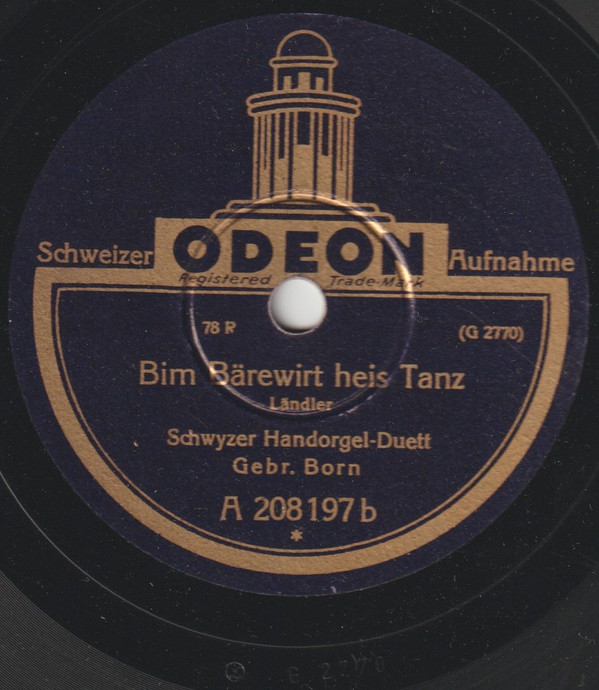 Schweizer ODEON Aufnahme
Registered Trade-Mark
78 R (G 2770)
Bim Bärewirt heis Tanz
Ländler
Schwyzer Handorgel-Duett
Gebr. Born
A 208197 b
*
G 2770